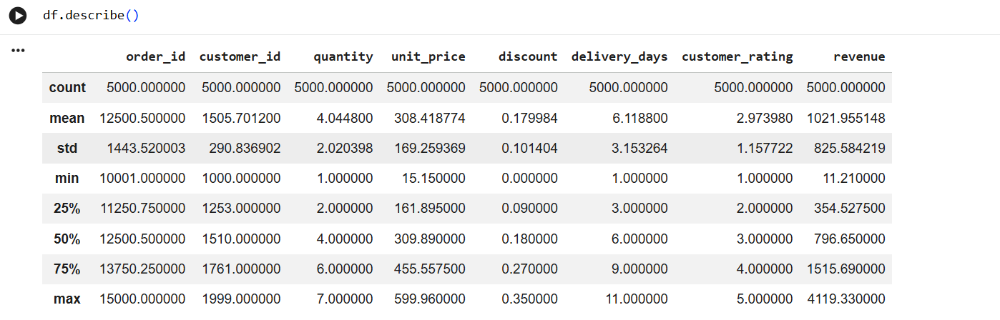 df.describe()
order_id customer_id quantity unit_price discount delivery_days customer_rating revenue
count 5000.000000 5000.000000 5000.000000 5000.000000 5000.000000 5000.000000 5000.000000 5000.000000
mean 12500.500000 1505.701200 4.044800 308.418774 0.179984 6.118800 2.973980 1021.955148
std 1443.520003 290.836902 2.020398 169.259369 0.101404 3.153264 1.157722 825.584219
min 10001.000000 1000.000000 1.000000 15.150000 0.000000 1.000000 1.000000 11.210000
25% 11250.750000 1253.000000 2.000000 161.895000 0.090000 3.000000 2.000000 354.527500
50% 12500.500000 1510.000000 4.000000 309.890000 0.180000 6.000000 3.000000 796.650000
75% 13750.250000 1761.000000 6.000000 455.557500 0.270000 9.000000 4.000000 1515.690000
max 15000.000000 1999.000000 7.000000 599.960000 0.350000 11.000000 5.000000 4119.330000